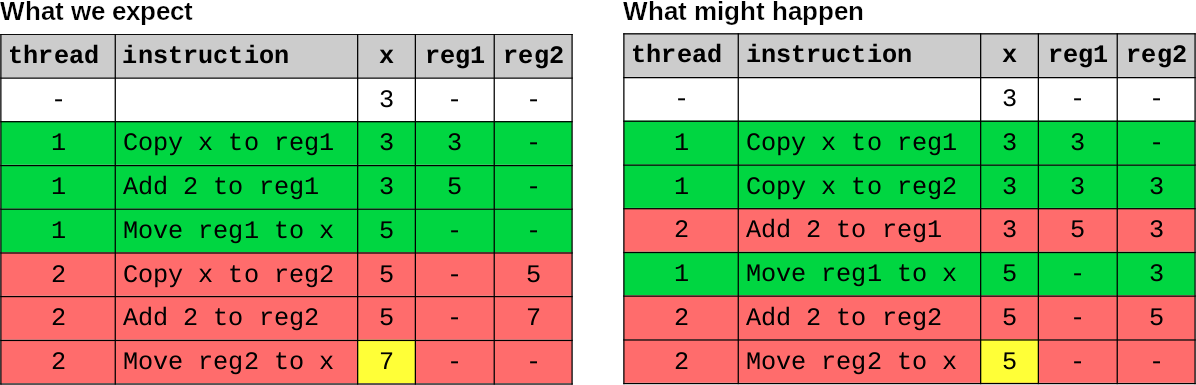 What we expect
thread instruction x reg1 reg2
- 3 - -
1 Copy x to reg1 3 3 -
1 Add 2 to reg1 3 5 -
1 Move reg1 to x 5 - -
2 Copy x to reg2 5 - 5
2 Add 2 to reg2 5 - 7
2 Move reg2 to x 7 - -
What might happen
thread instruction x reg1 reg2
- 3 - -
1 Copy x to reg1 3 3 -
1 Copy x to reg2 3 3 3
2 Add 2 to reg1 3 5 3
1 Move reg1 to x 5 - 3
2 Add 2 to reg2 5 - 5
2 Move reg2 to x 5 - -